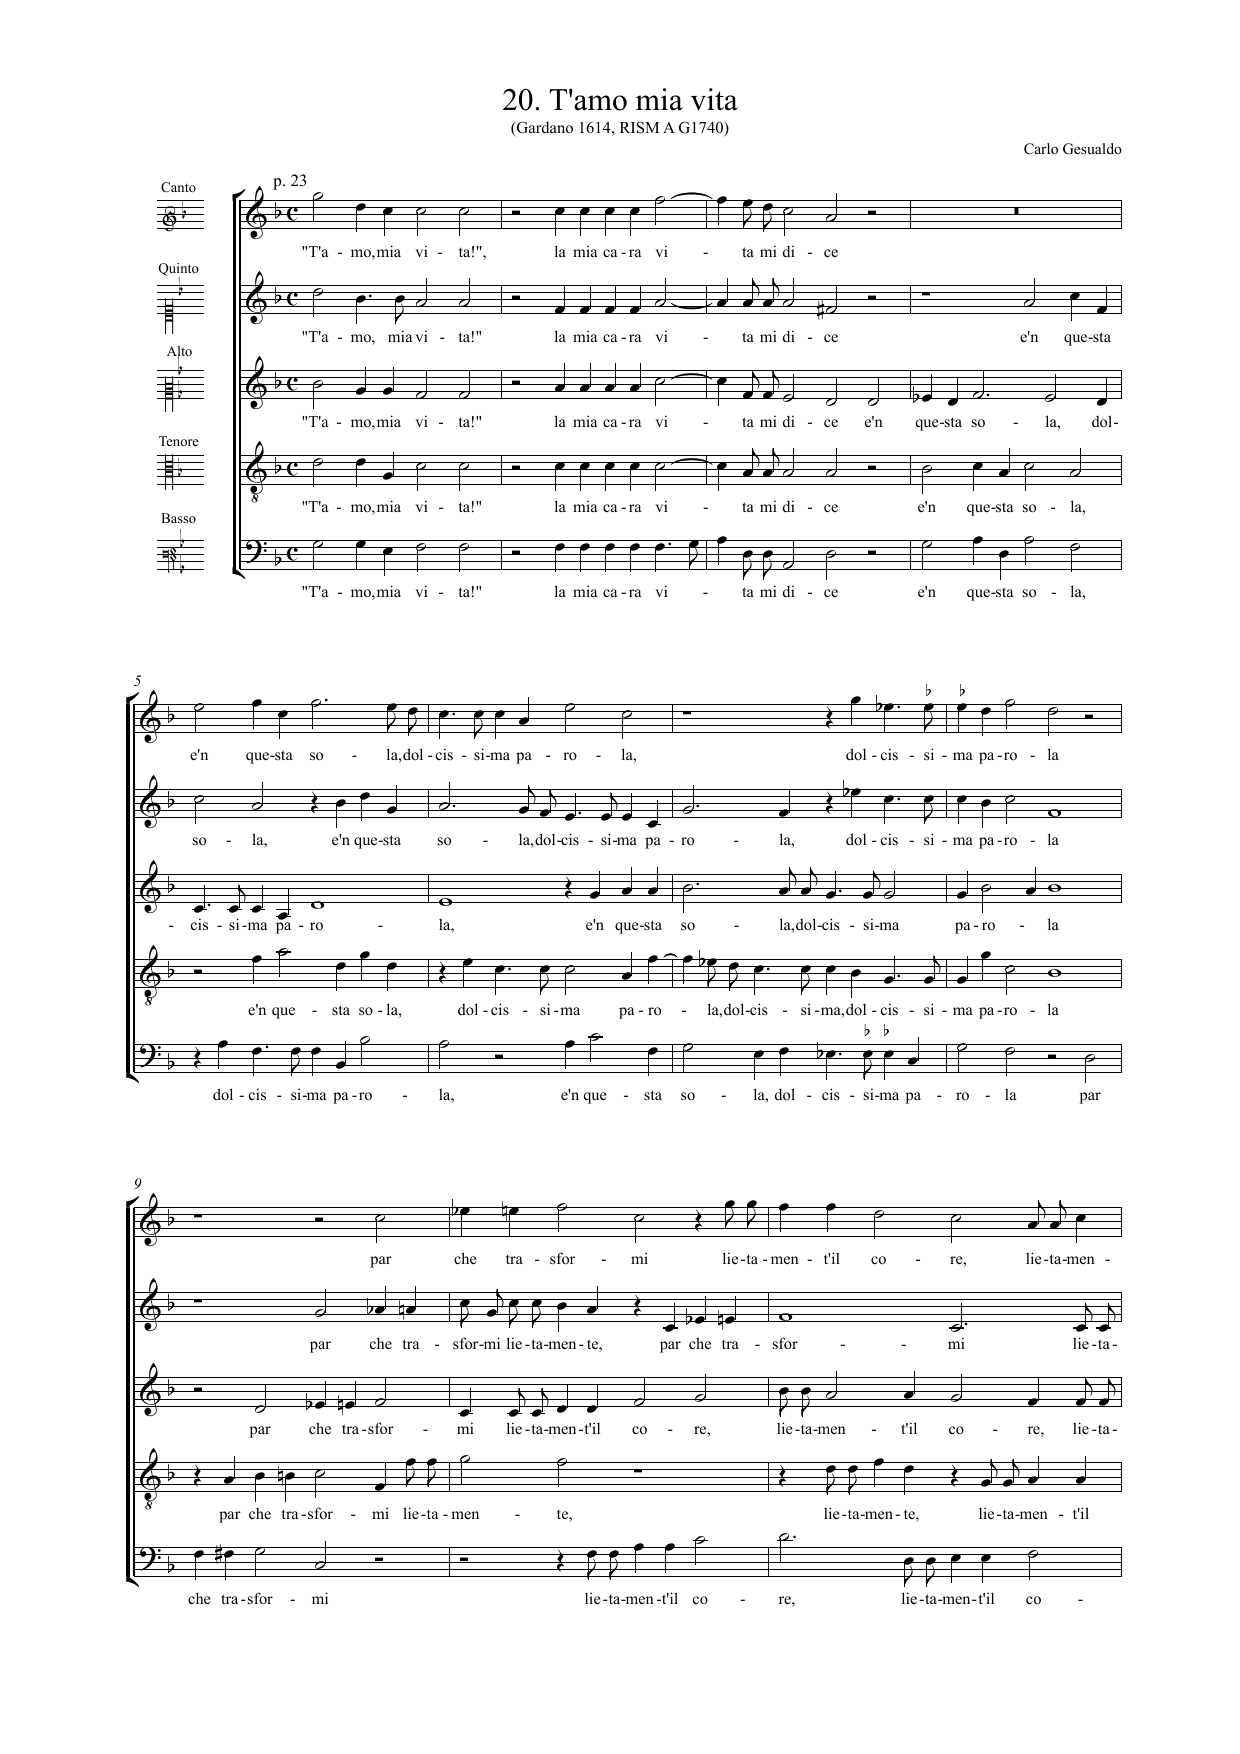 20. T'amo mia vita
(Gardano 1614, RISM A G1740)
Carlo Gesualdo
p. 23
Canto
"T'a - mo,mia vi - ta!", la mia ca - ra vi - ta mi di - ce
Quinto
"T'a - mo, mia vi - ta!" la mia ca - ra vi - ta mi di - ce e'n que-sta
Alto
"T'a - mo,mia vi - ta!" la mia ca - ra vi - ta mi di - ce e'n que-sta so - la, dol-
Tenore
"T'a - mo,mia vi - ta!" la mia ca - ra vi - ta mi di - ce e'n que-sta so - la,
Basso
"T'a - mo,mia vi - ta!" la mia ca - ra vi - ta mi di - ce e'n que-sta so - la,
5
e'n que-sta so - la,dol-cis - si-ma pa - ro - la, dol - cis - si - ma pa - ro - la
so - la, e'n que-sta so - la,dol-cis - si-ma pa - ro - la, dol - cis - si - ma pa - ro - la
- cis - si-ma pa - ro - la, e'n que-sta so - la,dol-cis - si-ma pa - ro - la
e'n que - sta so - la, dol - cis - si-ma pa - ro - la,dol-cis - si-ma,dol - cis - si - ma pa - ro - la
dol - cis - si-ma pa - ro - la, e'n que - sta so - la, dol - cis - si-ma pa - ro - la par
9
par che tra - sfor - mi lie - ta - men - t'il co - re, lie-ta-men -
par che tra - sfor-mi lie-ta-men-te, par che tra - sfor - mi lie-ta-
par che tra-sfor - mi lie-ta-men-t'il co - re, lie-ta-men - t'il co - re, lie-ta-
par che tra-sfor - mi lie-ta-men - te, lie-ta-men-te, lie-ta-men - t'il
che tra-sfor - mi lie-ta-men-t'il co - re, lie-ta-men-t'il co -